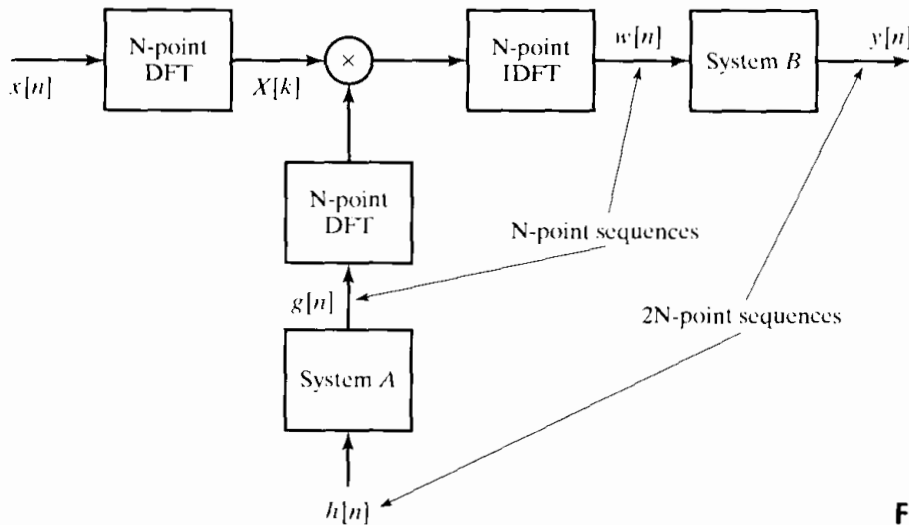 N-point
DFT
x[n]
X[k]
×
N-point
IDFT
w[n]
System B
y[n]
N-point
DFT
N-point sequences
g[n]
2N-point sequences
System A
h[n]
F